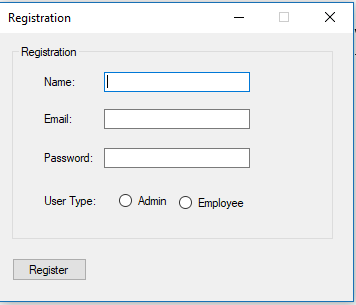 Registration
Registration
Name:
Email:
Password:
User Type: Admin Employee
Register